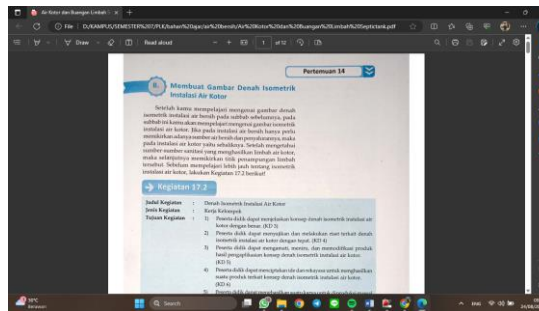 Air Kotor dan Buangan Limbah
File
D:/KAMPUS/SEMESTER%207/PLK/bahan%20ajar/air%20bersih/Air%20Kotor%20dan%20Buangan%20Limbah%20Septictank.pdf
Draw
Read aloud
1
of 12
Pertemuan 14
Membuat Gambar Denah Isometrik
Instalasi Air Kotor
Setelah kamu mempelajari mengenai gambar denah
isometrik instalasi air bersih pada subbab sebelumnya, pada
subbab ini kamu akan mempelajari mengenai gambar isometrik
instalasi air kotor. Jika pada instalasi air bersih hanya perlu
memikirkan adanya sumber air bersih dan penyalurannya, maka
pada instalasi air kotor yaitu sebaliknya. Setelah mengetahui
sumber-sumber sanitasi yang menghasilkan limbah air kotor,
maka selanjutnya memikirkan titik penampungan limbah
tersebut. Sebelum mempelajari lebih jauh tentang isometrik
instalasi air kotor, lakukan Kegiatan 17.2 berikut!
Kegiatan 17.2
Judul Kegiatan : Denah Isometrik Instalasi Air Kotor
Jenis Kegiatan : Kerja Kelompok
Tujuan Kegiatan : 1) Peserta didik dapat menjelaskan konsep denah isometrik instalasi air
kotor dengan benar. (KD 3)
2) Peserta didik dapat menyajikan dan melakukan riset terkait denah
isometrik instalasi air kotor dengan tepat. (KD 4)
3) Peserta didik dapat mengamati, meniru, dan memodifikasi produk
hasil pengaplikasian konsep denah isometrik instalasi air kotor.
(KD 5)
4) Peserta didik dapat menciptakan ide dan rekayasa untuk menghasilkan
suatu produk terkait konsep denah isometrik instalasi air kotor.
(KD 6)
30°C
Berawan
Search
ENG